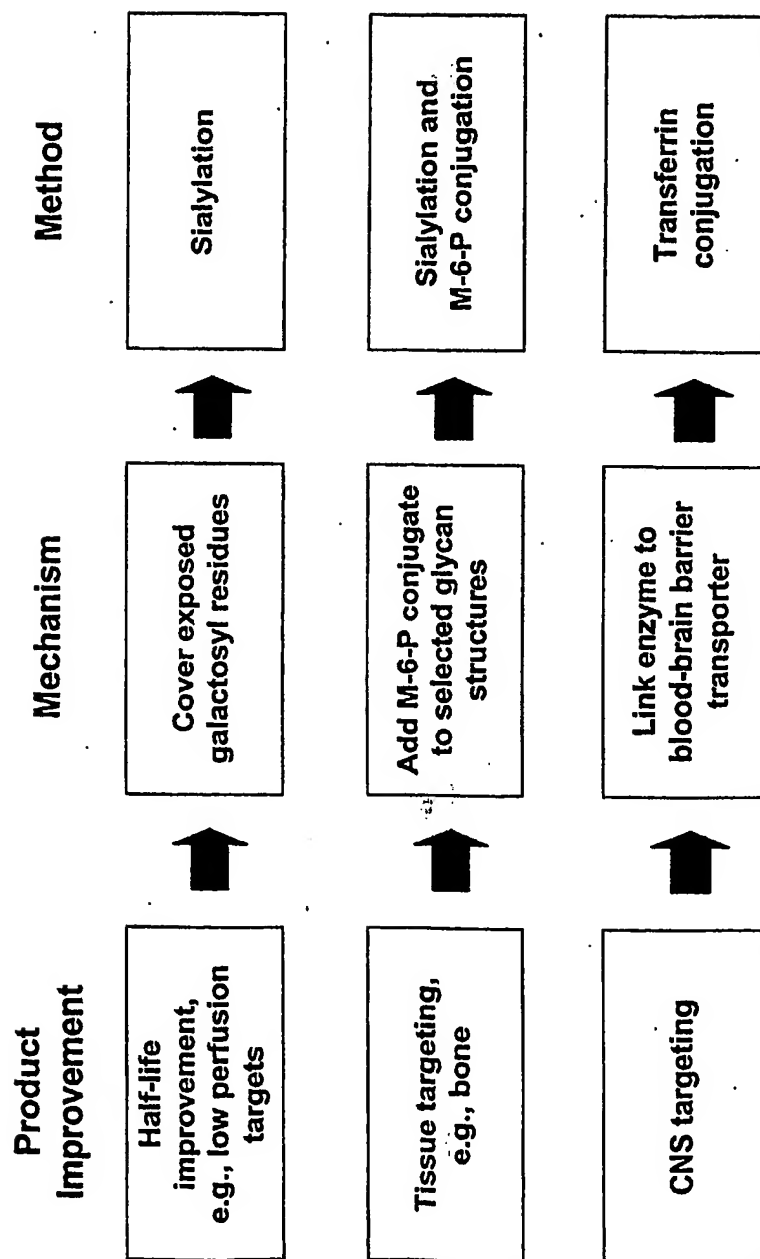 Product
Improvement
Mechanism
Method
Half-life
improvement,
e.g., low perfusion
targets
Cover exposed
galactosyl residues
Sialylation
Tissue targeting,
e.g., bone
Add M-6-P conjugate
to selected glycan
structures
Sialylation and
M-6-P conjugation
CNS targeting
Link enzyme to
blood-brain barrier
transporter
Transferrin
conjugation